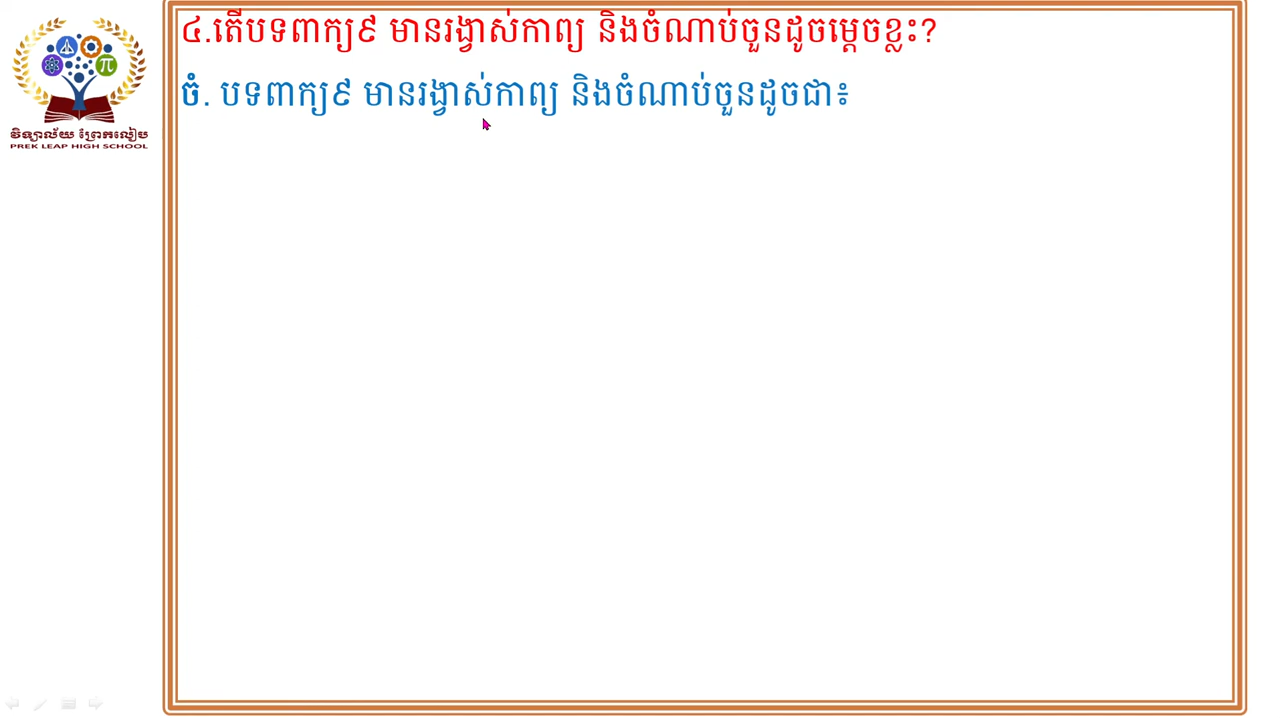 ៤.តើបទពាក្យ៩ មានរង្វាស់កាព្យ និងចំណាប់ចួនដូចម្ដេចខ្លះ?
ចំ. បទពាក្យ៩ មានរង្វាស់កាព្យ និងចំណាប់ចួនដូចជា៖
វិទ្យាល័យ ព្រែកលៀប
PREK LEAP HIGH SCHOOL